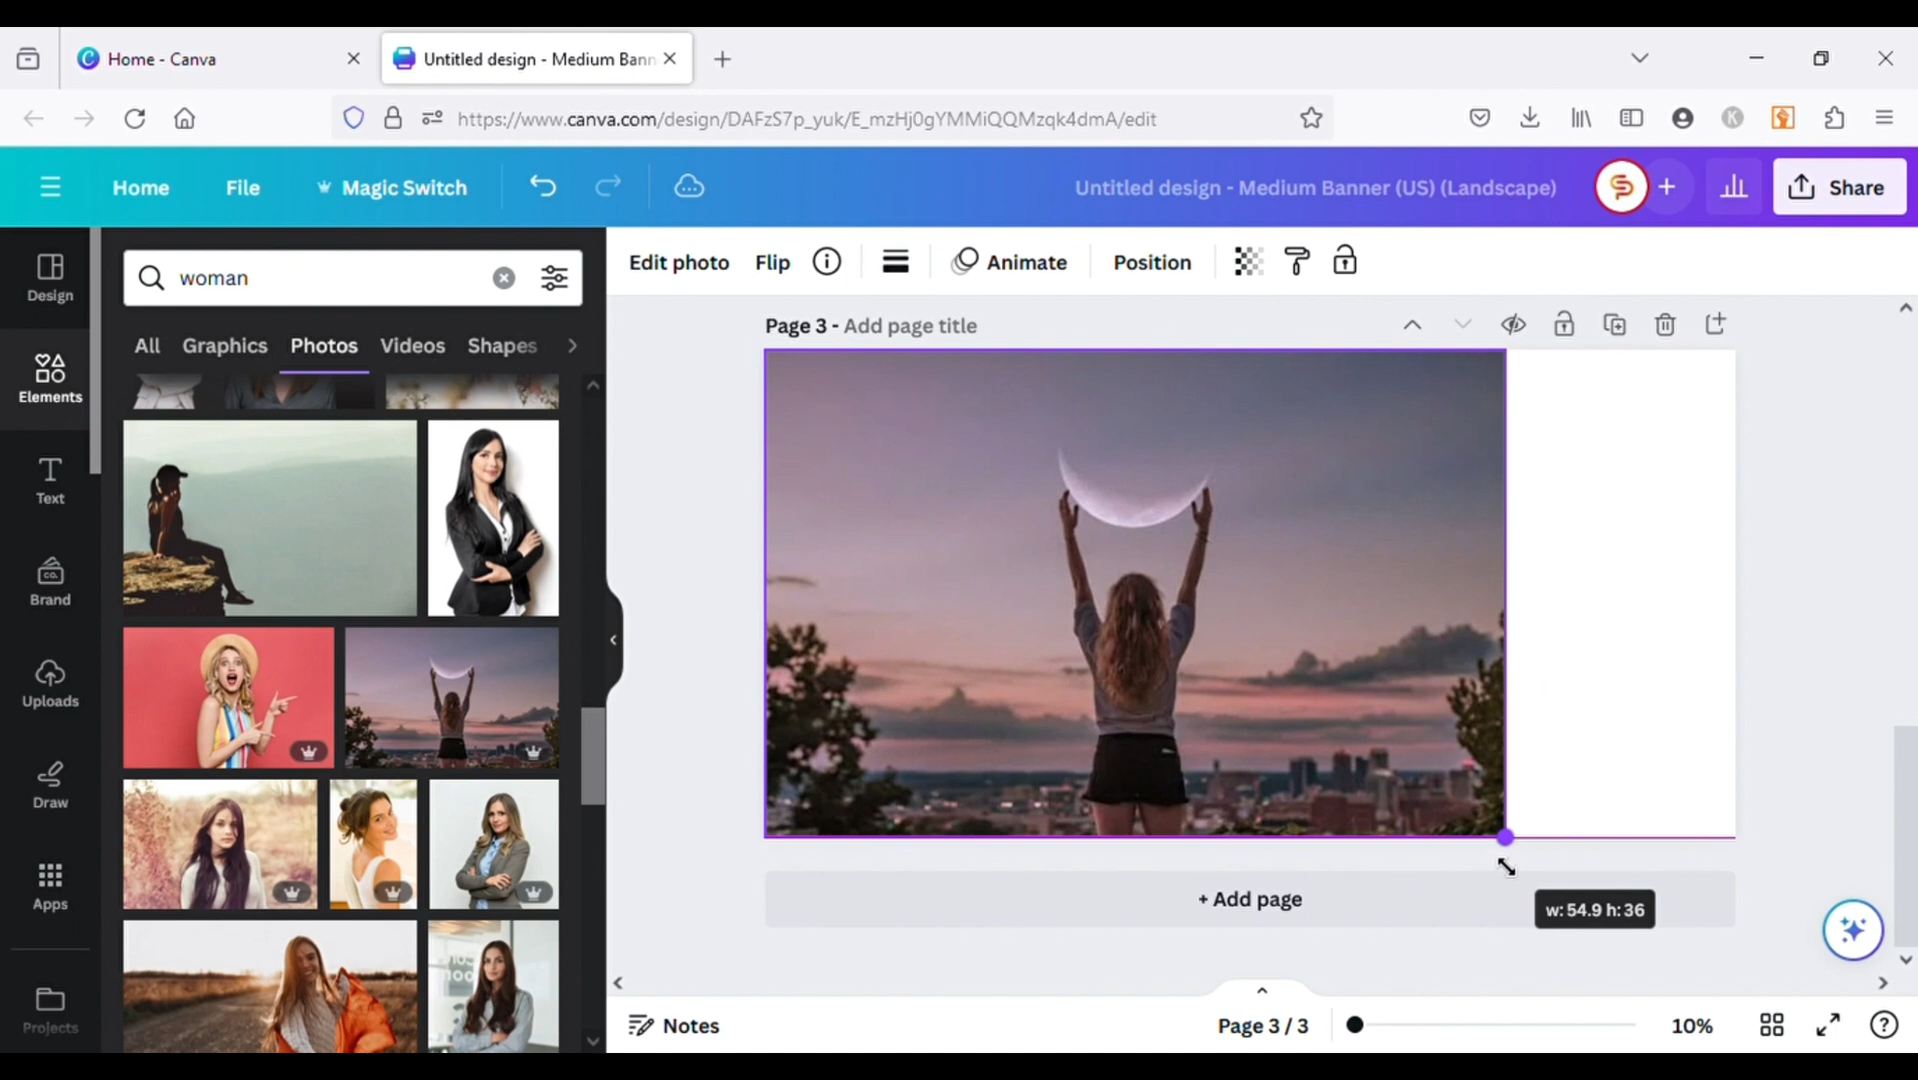 Home - Canva
Untitled design - Medium Bann
https://www.canva.com/design/DAFzS7p_yuk/E_mzHj0gYMMiQQMzqk4dmA/edit
Home
File
Magic Switch
Untitled design - Medium Banner (US) (Landscape)
Share
Design
Elements
Text
Brand
Uploads
Draw
Apps
Projects
woman
All
Graphics
Photos
Videos
Shapes
Edit photo
Flip
Animate
Position
Page 3 - Add page title
+ Add page
w: 54.9 h: 36
Notes
Page 3 / 3
10%